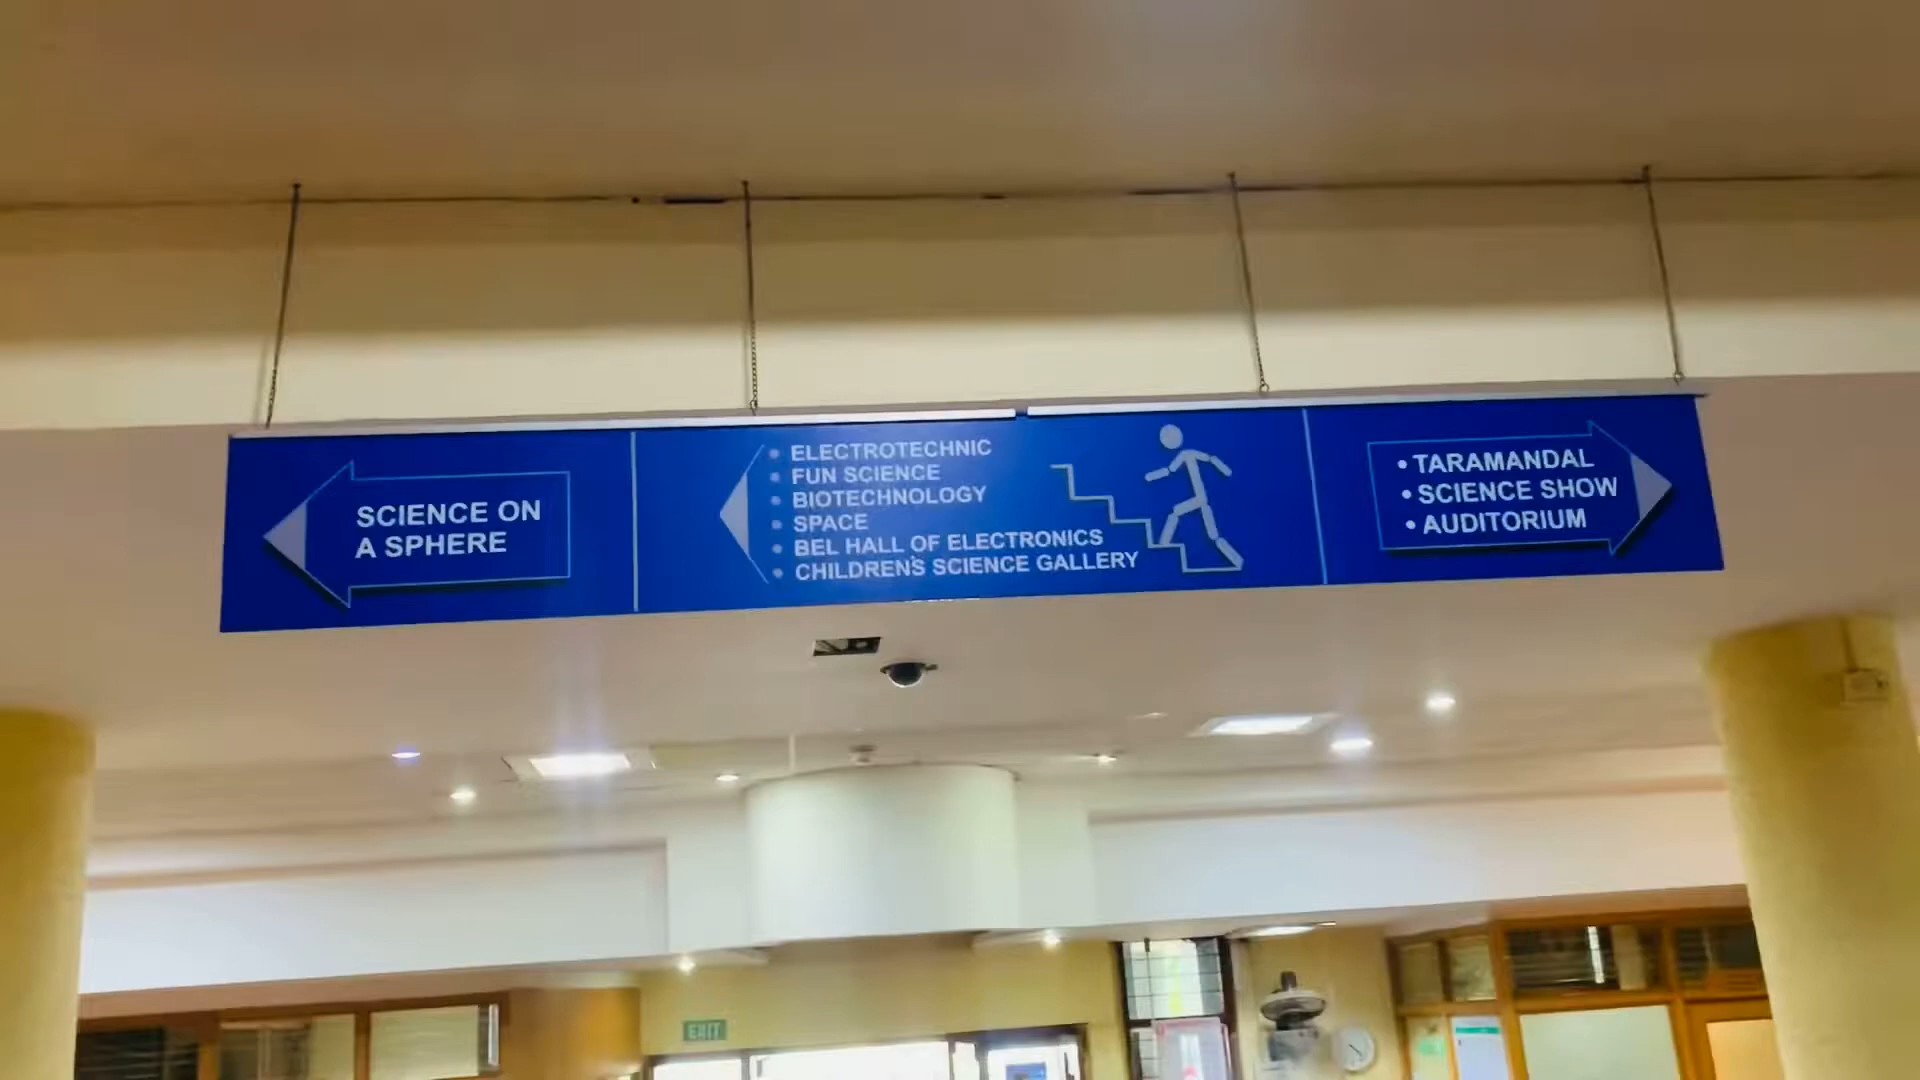 SCIENCE ON
A SPHERE
• ELECTROTECHNIC
• FUN SCIENCE
• BIOTECHNOLOGY
• SPACE
• BEL HALL OF ELECTRONICS
• CHILDREN'S SCIENCE GALLERY
• TARAMANDAL
• SCIENCE SHOW
• AUDITORIUM
EXIT